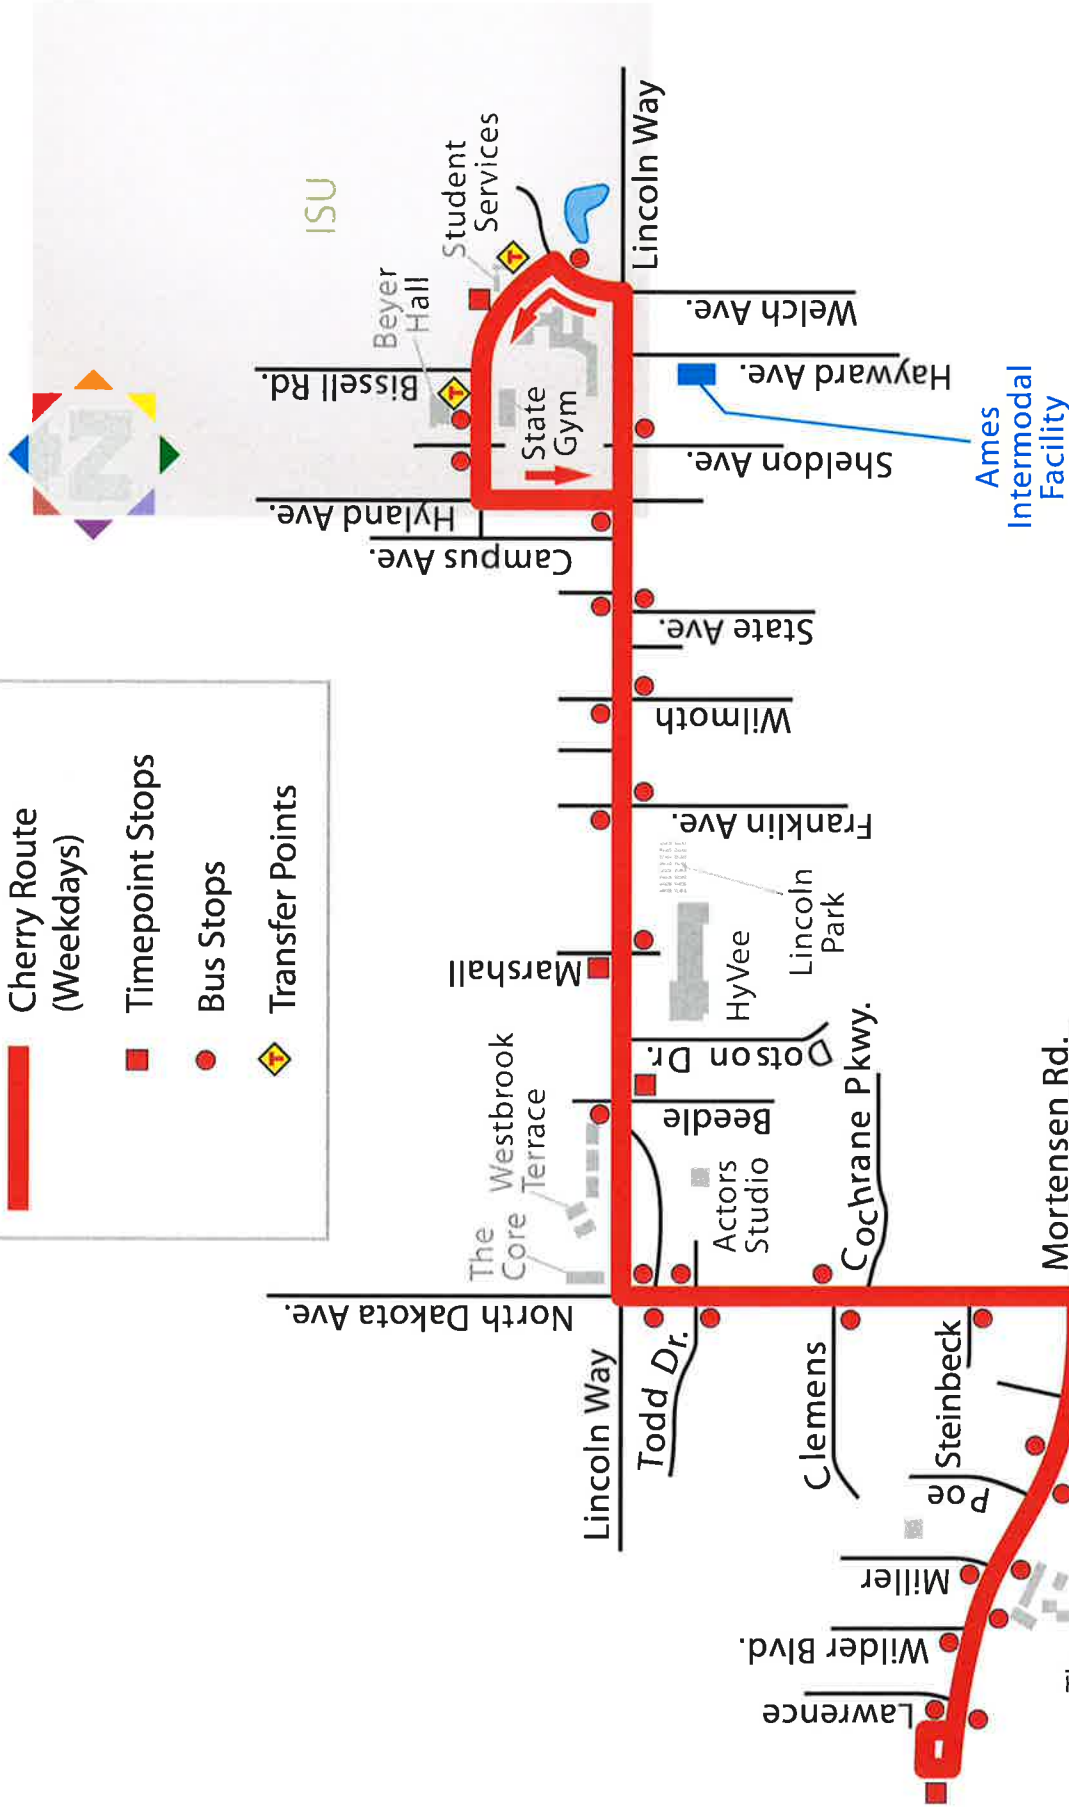 Cherry Route
(Weekdays)
Timepoint Stops
Bus Stops
T
Transfer Points
N
ISU
Student
Services
T
Beyer
Hall
T
Bissell Rd.
State
Gym
Hyland Ave.
Campus Ave.
Lincoln Way
Welch Ave.
Hayward Ave.
Sheldon Ave.
Ames
Intermodal
Facility
State Ave.
Wilmoth
Franklin Ave.
Lincoln
Park
HyVee
Marshall
Dotson Dr.
Beedle
Westbrook
Terrace
The
Core
Actors
Studio
North Dakota Ave.
Cochrane Pkwy.
Mortensen Rd.
Lincoln Way
Todd Dr.
Clemens
Steinbeck
Poe
Miller
Wilder Blvd.
Lawrence